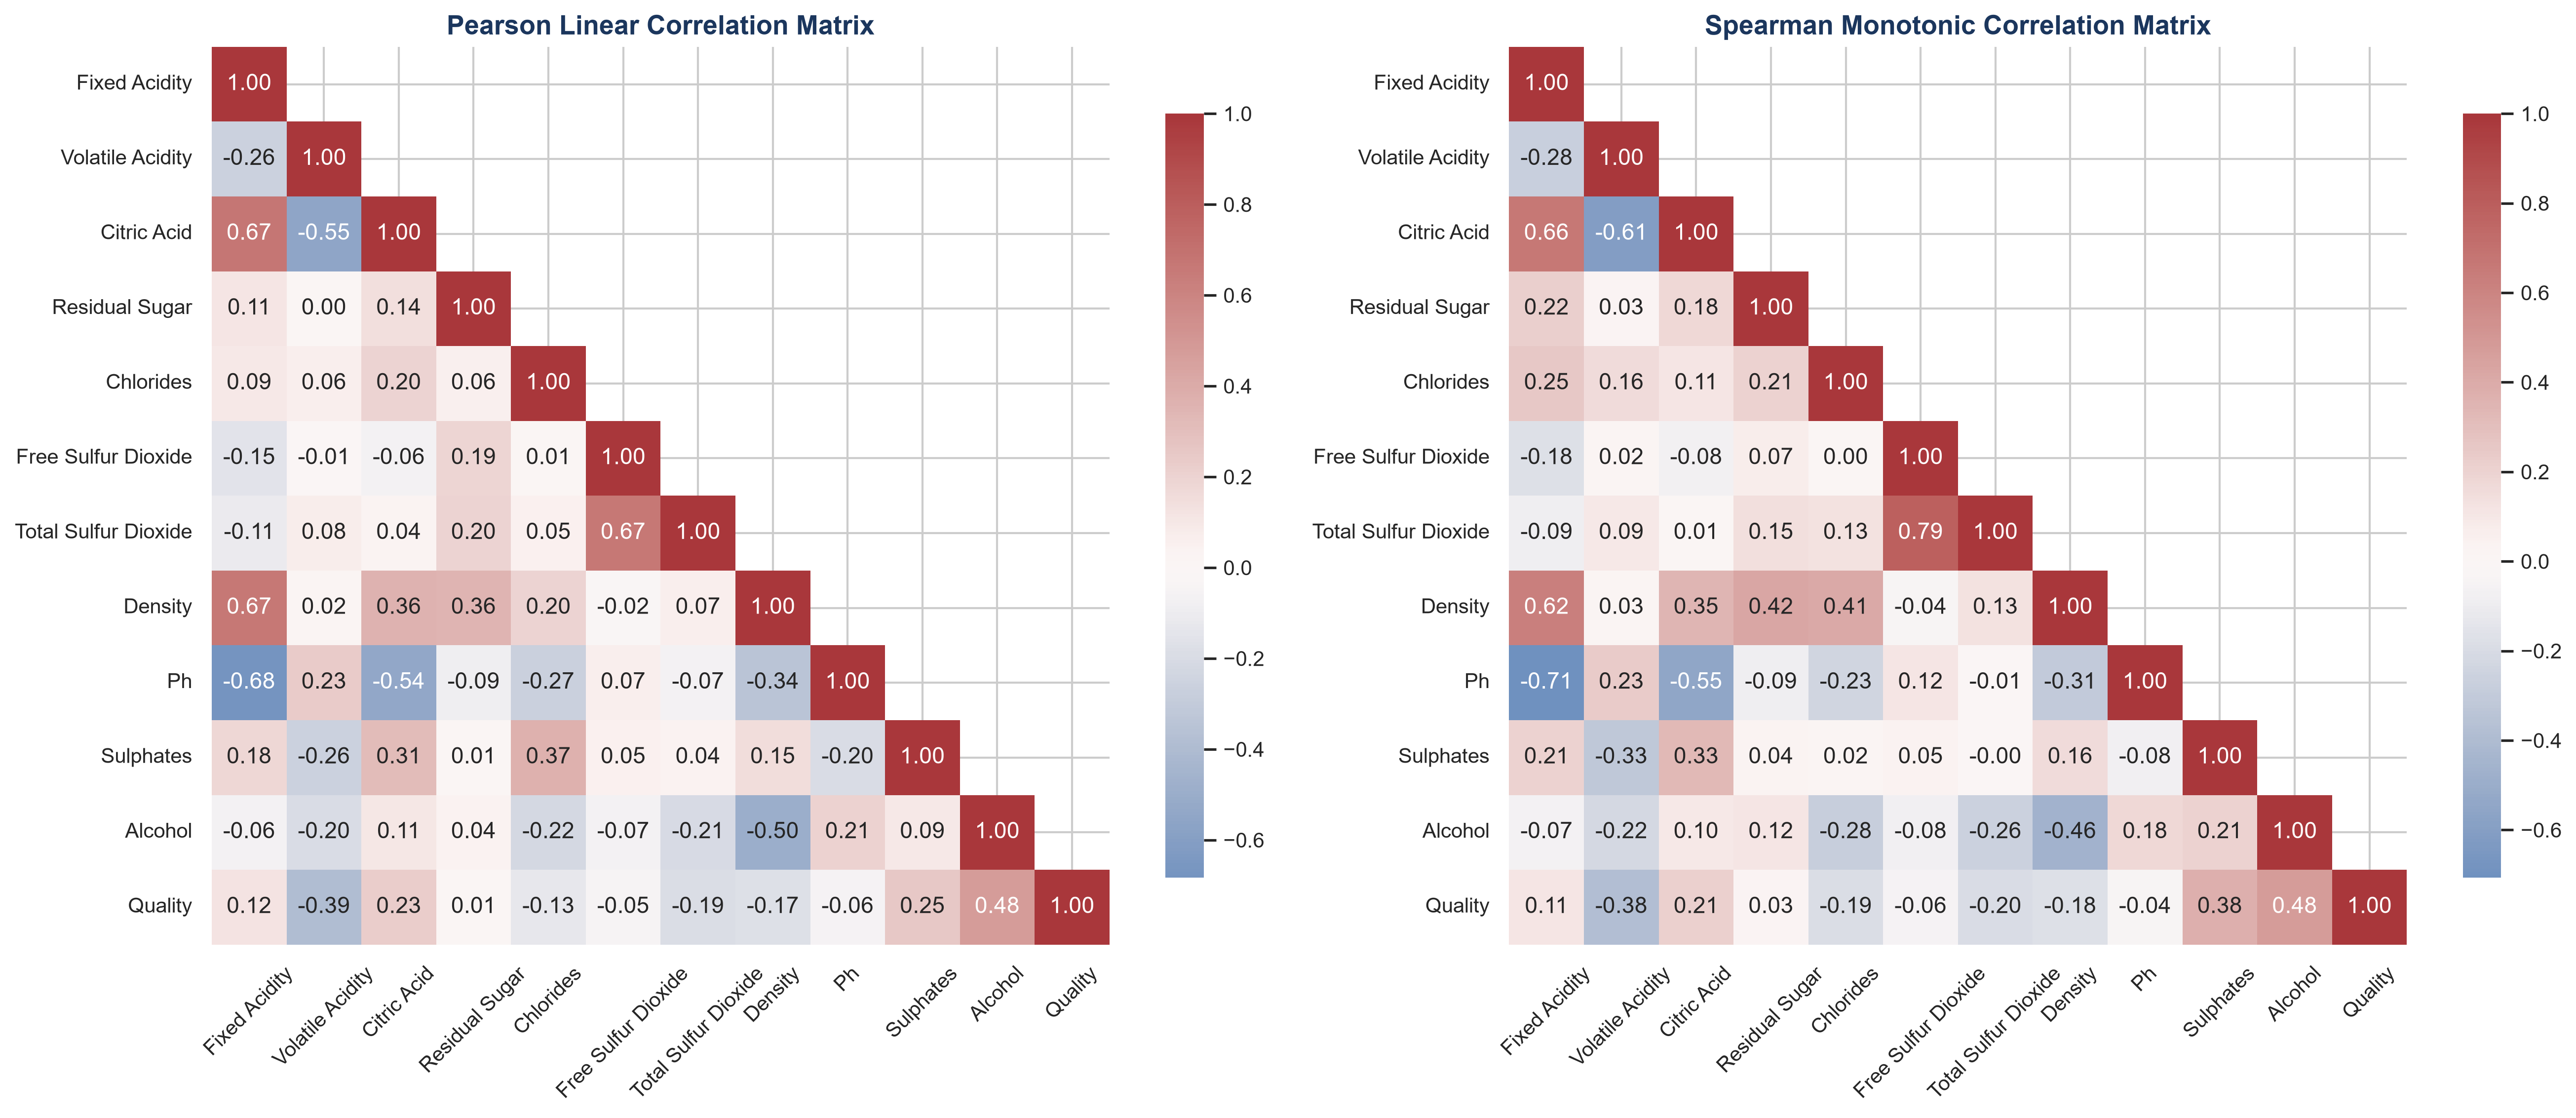 Pearson Linear Correlation Matrix
Fixed Acidity 1.00
Volatile Acidity -0.26 1.00
Citric Acid 0.67 -0.55 1.00
Residual Sugar 0.11 0.00 0.14 1.00
Chlorides 0.09 0.06 0.20 0.06 1.00
Free Sulfur Dioxide -0.15 -0.01 -0.06 0.19 0.01 1.00
Total Sulfur Dioxide -0.11 0.08 0.04 0.20 0.05 0.67 1.00
Density 0.67 0.02 0.36 0.36 0.20 -0.02 0.07 1.00
Ph -0.68 0.23 -0.54 -0.09 -0.27 0.07 -0.07 -0.34 1.00
Sulphates 0.18 -0.26 0.31 0.01 0.37 0.05 0.04 0.15 -0.20 1.00
Alcohol -0.06 -0.20 0.11 0.04 -0.22 -0.07 -0.21 -0.50 0.21 0.09 1.00
Quality 0.12 -0.39 0.23 0.01 -0.13 -0.05 -0.19 -0.17 -0.06 0.25 0.48 1.00
Fixed Acidity
Volatile Acidity
Citric Acid
Residual Sugar
Chlorides
Free Sulfur Dioxide
Total Sulfur Dioxide
Density
Ph
Sulphates
Alcohol
Quality
1.0
0.8
0.6
0.4
0.2
0.0
−0.2
−0.4
−0.6
Spearman Monotonic Correlation Matrix
Fixed Acidity 1.00
Volatile Acidity -0.28 1.00
Citric Acid 0.66 -0.61 1.00
Residual Sugar 0.22 0.03 0.18 1.00
Chlorides 0.25 0.16 0.11 0.21 1.00
Free Sulfur Dioxide -0.18 0.02 -0.08 0.07 0.00 1.00
Total Sulfur Dioxide -0.09 0.09 0.01 0.15 0.13 0.79 1.00
Density 0.62 0.03 0.35 0.42 0.41 -0.04 0.13 1.00
Ph -0.71 0.23 -0.55 -0.09 -0.23 0.12 -0.01 -0.31 1.00
Sulphates 0.21 -0.33 0.33 0.04 0.02 0.05 -0.00 0.16 -0.08 1.00
Alcohol -0.07 -0.22 0.10 0.12 -0.28 -0.08 -0.26 -0.46 0.18 0.21 1.00
Quality 0.11 -0.38 0.21 0.03 -0.19 -0.06 -0.20 -0.18 -0.04 0.38 0.48 1.00
Fixed Acidity
Volatile Acidity
Citric Acid
Residual Sugar
Chlorides
Free Sulfur Dioxide
Total Sulfur Dioxide
Density
Ph
Sulphates
Alcohol
Quality
1.0
0.8
0.6
0.4
0.2
0.0
−0.2
−0.4
−0.6